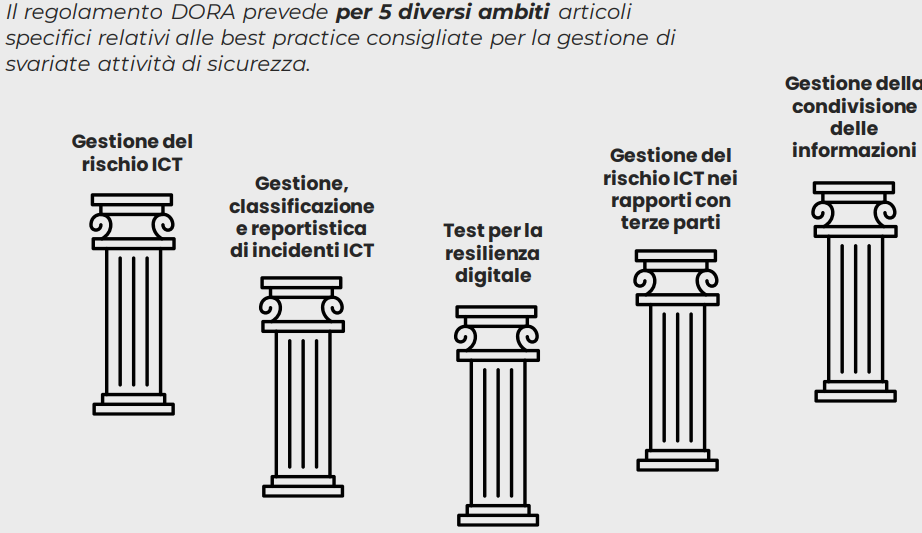 Il regolamento DORA prevede per 5 diversi ambiti articoli
specifici relativi alle best practice consigliate per la gestione di
svariate attività di sicurezza.
Gestione del
rischio ICT
Gestione,
classificazione
e reportistica
di incidenti ICT
Test per la
resilienza
digitale
Gestione del
rischio ICT nei
rapporti con
terze parti
Gestione della
condivisione
delle
informazioni